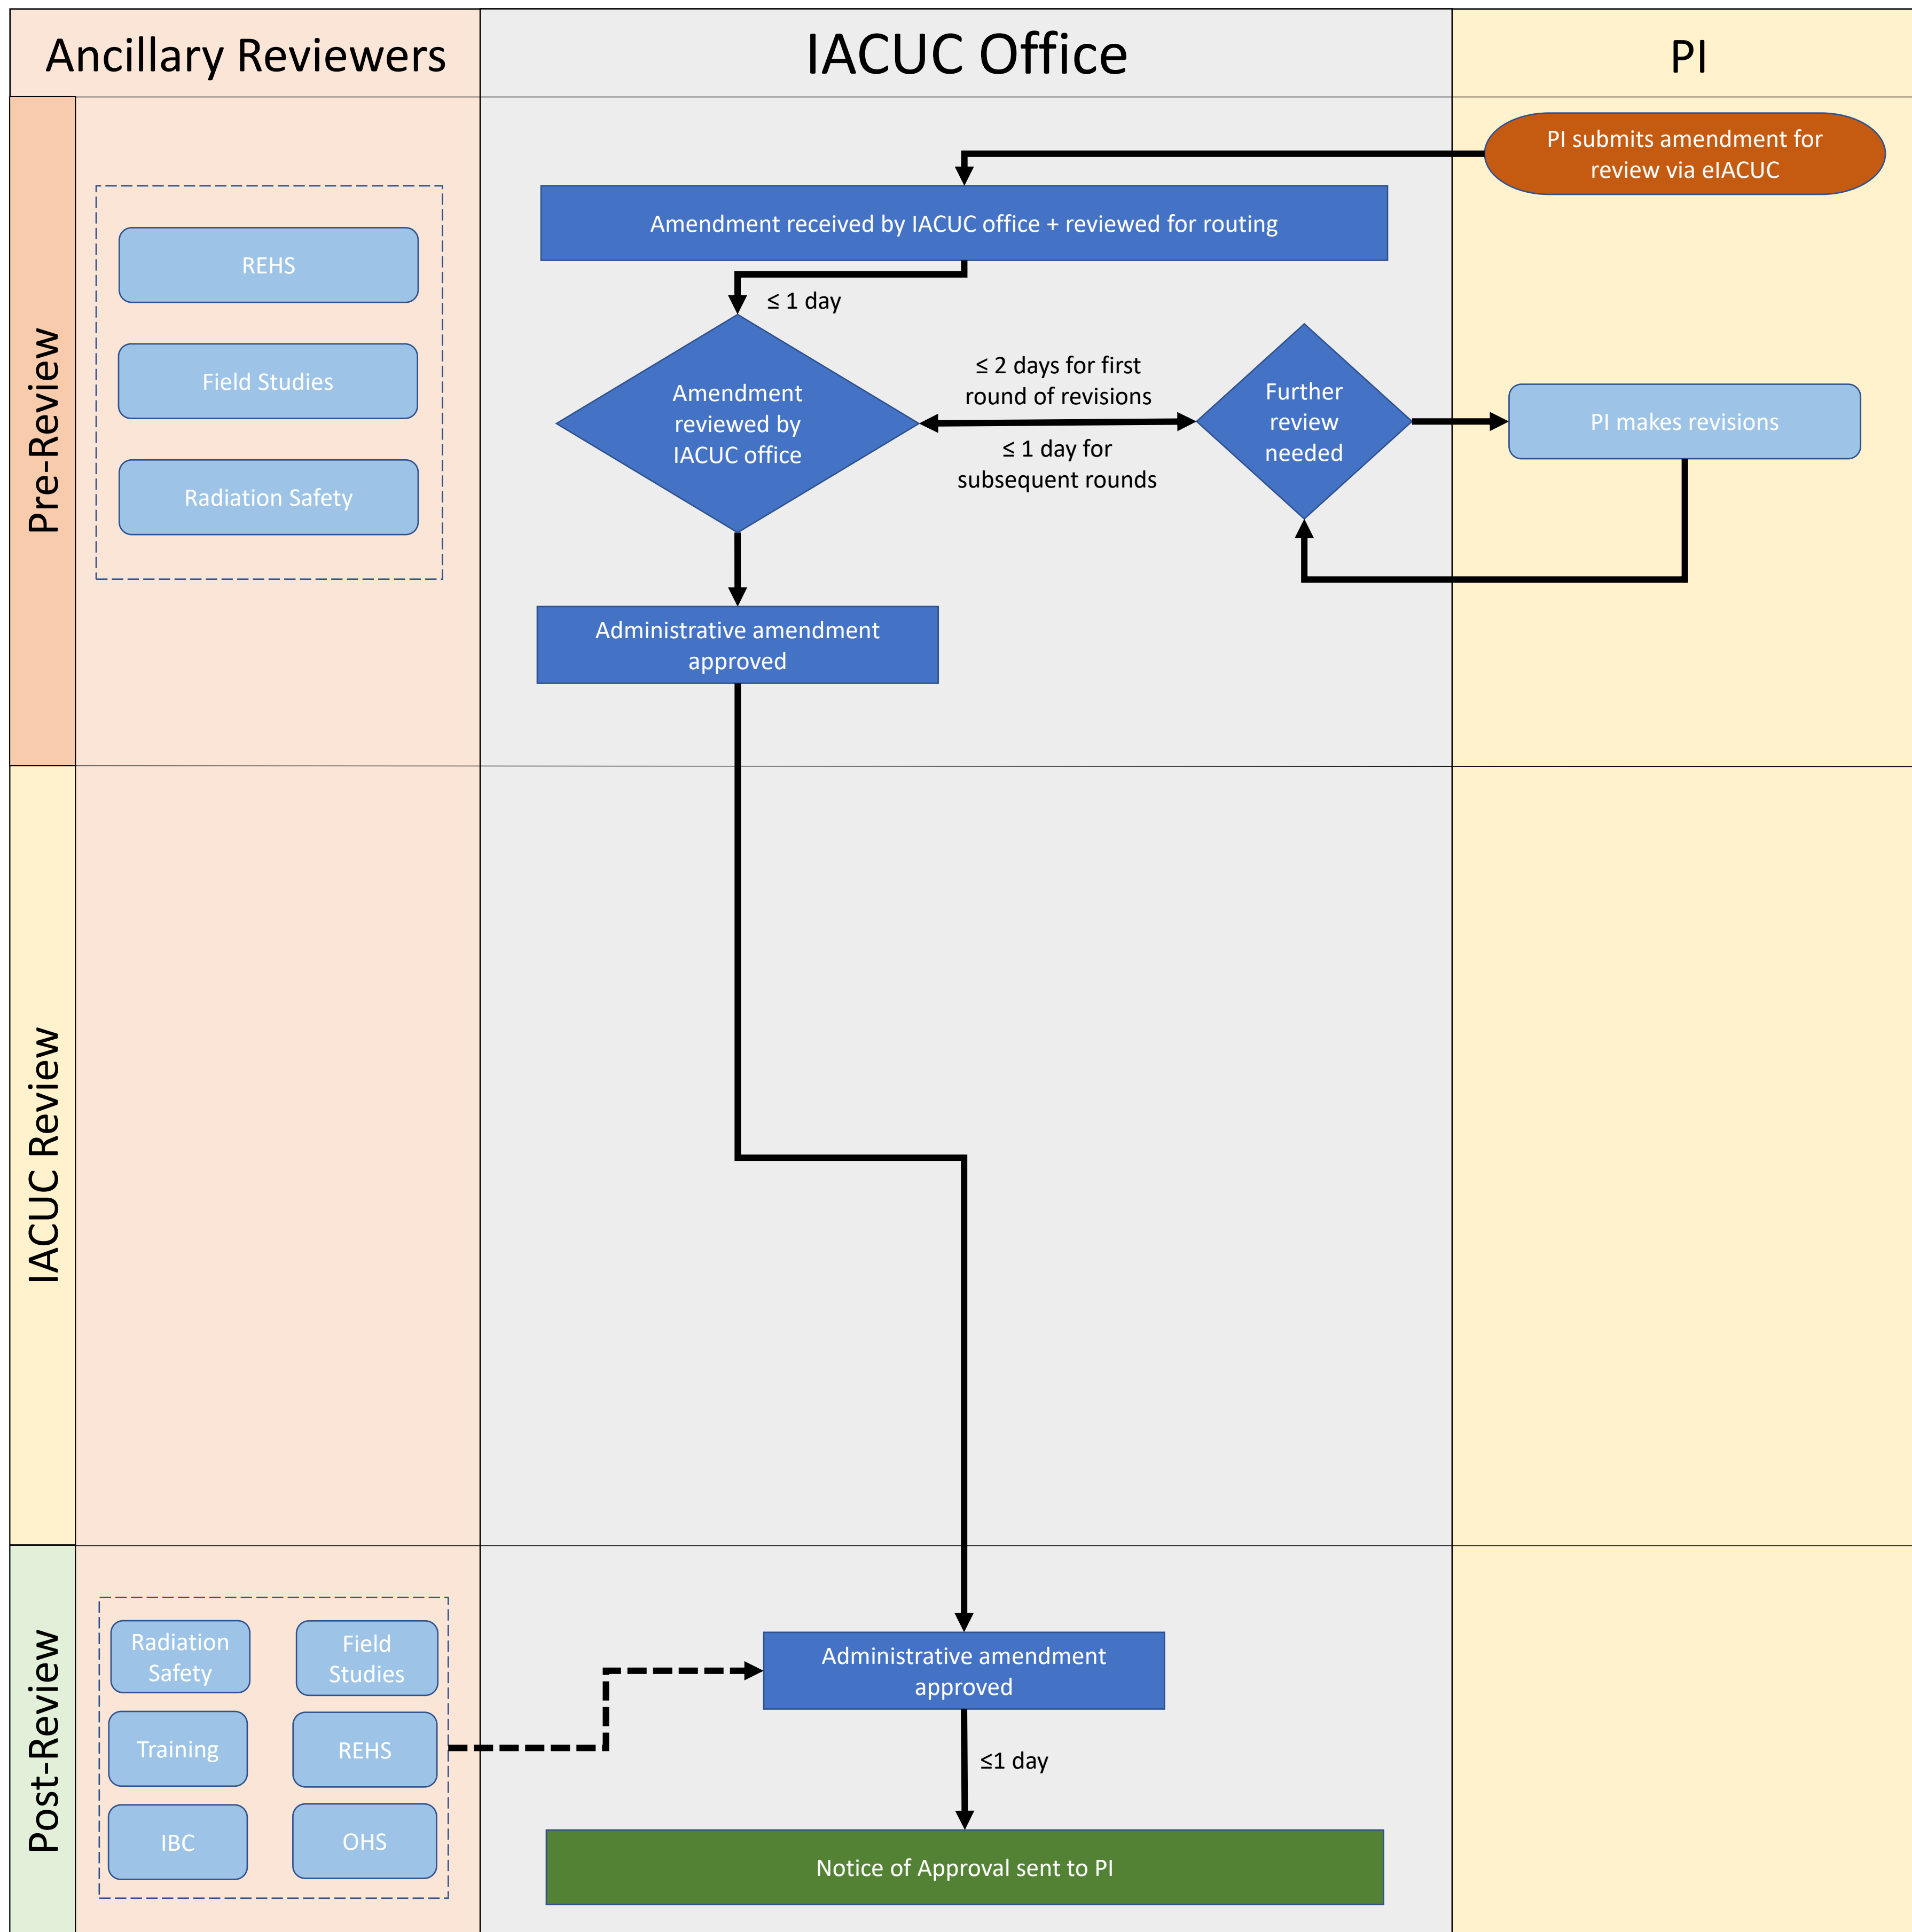 Ancillary Reviewers
IACUC Office
PI
Pre-Review
REHS
Field Studies
Radiation Safety
PI submits amendment for
review via eIACUC
Amendment received by IACUC office + reviewed for routing
≤ 1 day
Amendment
reviewed by
IACUC office
≤ 2 days for first
round of revisions
≤ 1 day for
subsequent rounds
Further
review
needed
PI makes revisions
Administrative amendment
approved
IACUC Review
Post-Review
Radiation
Safety
Field
Studies
Training
REHS
IBC
OHS
Administrative amendment
approved
≤1 day
Notice of Approval sent to PI